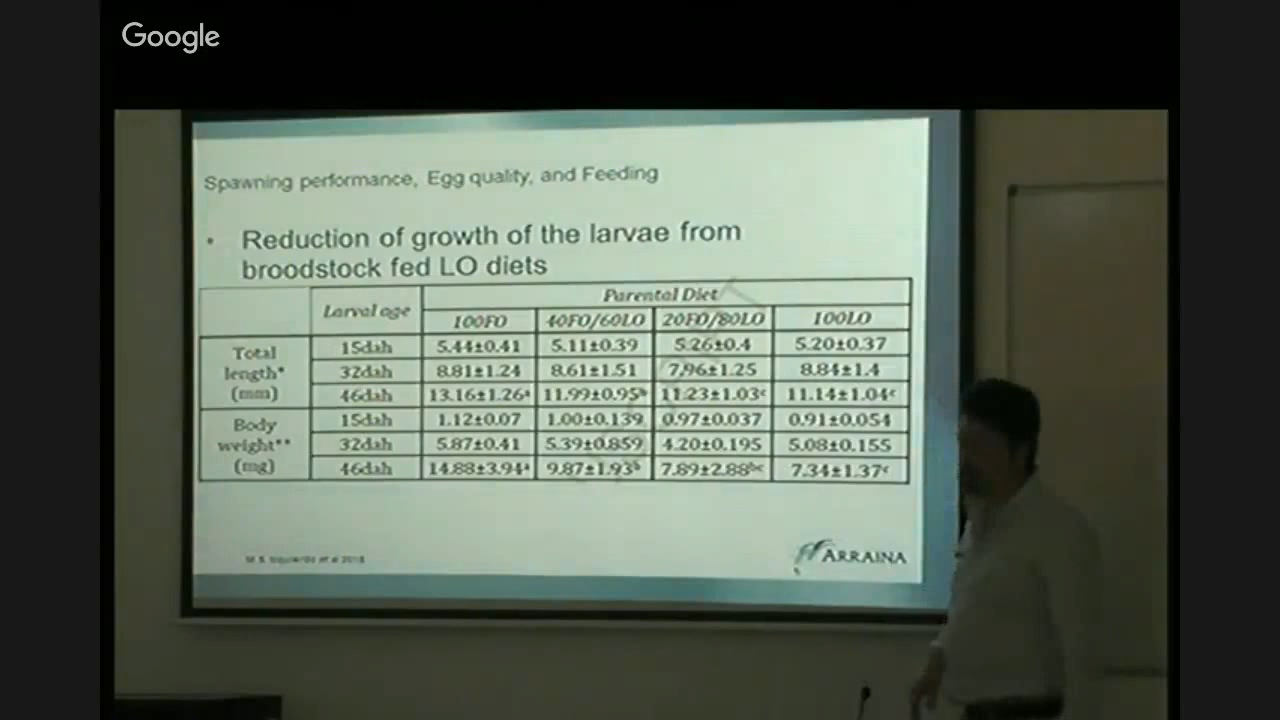 Google
Spawning performance, Egg quality, and Feeding
• Reduction of growth of the larvae from
broodstock fed LO diets
Larval age Parental Diet
100FO 40FO/60LO 20FO/80LO 100LO
Total length* (mm) 15dah 5.44±0.41 5.11±0.39 5.26±0.4 5.20±0.37
32dah 8.81±1.24 8.61±1.51 7.96±1.25 8.84±1.4
46dah 13.16±1.26ᵃ 11.99±0.95ᵇ 11.23±1.03ᶜ 11.14±1.04ᶜ
Body weight** (mg) 15dah 1.12±0.07 1.00±0.139 0.97±0.037 0.91±0.054
32dah 5.87±0.41 5.39±0.859 4.20±0.195 5.08±0.155
46dah 14.88±3.94ᵃ 9.87±1.93ᵇ 7.89±2.88ᵇᶜ 7.34±1.37ᶜ
M. S. Izquierdo et al 2015
ARRAINA